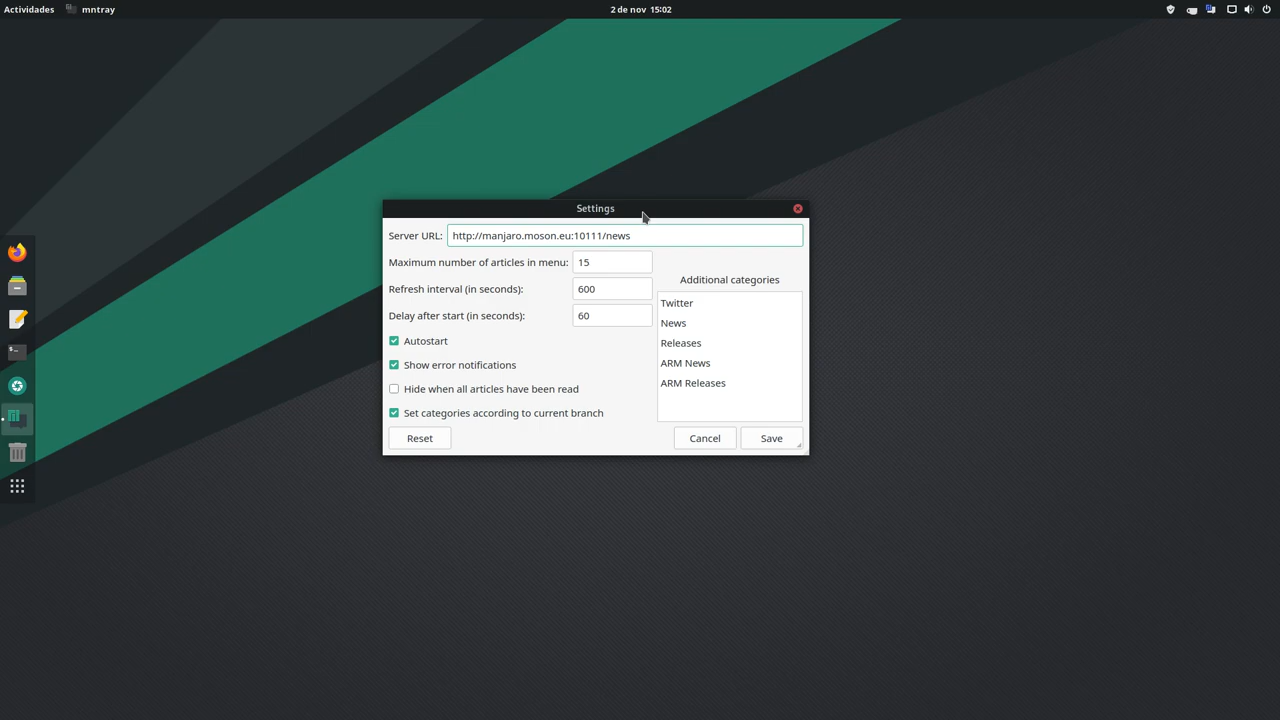 Actividades mntray 2 de nov 15:02
Settings
Server URL: http://manjaro.moson.eu:10111/news
Maximum number of articles in menu: 15
Additional categories
Refresh interval (in seconds): 600
Twitter
Delay after start (in seconds): 60
News
Autostart
Releases
Show error notifications
ARM News
Hide when all articles have been read
ARM Releases
Set categories according to current branch
Reset Cancel Save